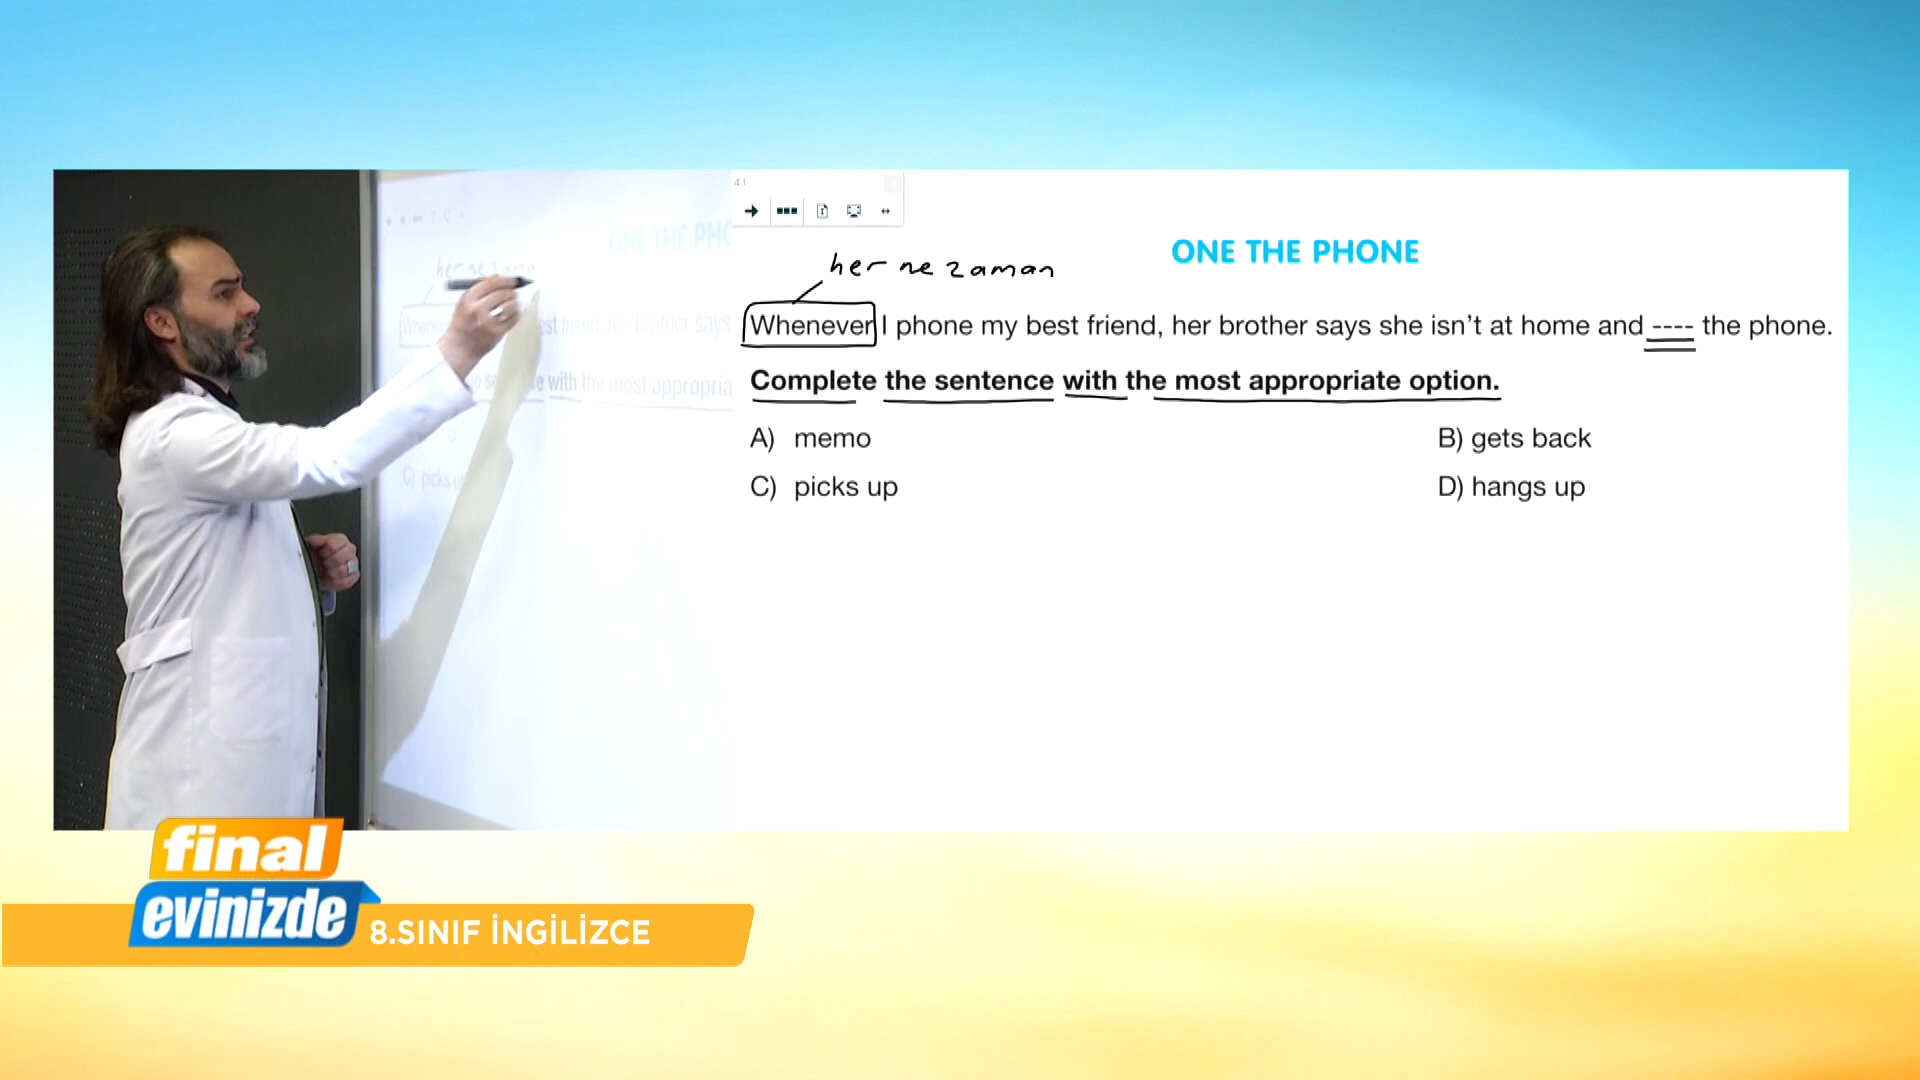 ONE THE PHONE
her ne zaman
Whenever I phone my best friend, her brother says she isn't at home and ---- the phone.
Complete the sentence with the most appropriate option.
A) memo
B) gets back
C) picks up
D) hangs up
final
evinizde
8.SINIF İNGİLİZCE